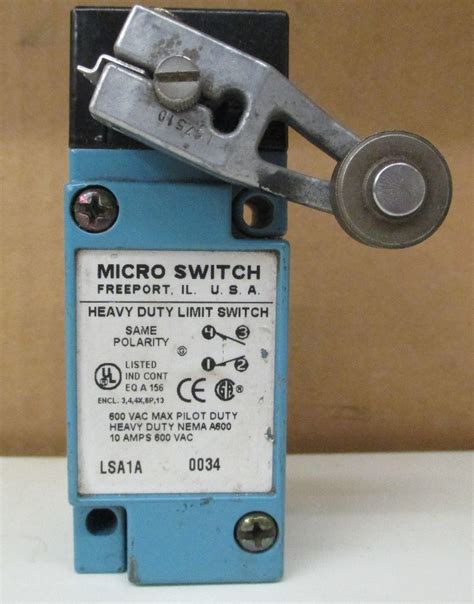 MICRO SWITCH
FREEPORT, IL. U. S. A.
HEAVY DUTY LIMIT SWITCH
SAME
POLARITY
4 3
1 2
UL
LISTED
IND CONT
EQ A 156
CE
ENCL. 3,4,4X,6P,13
600 VAC MAX PILOT DUTY
HEAVY DUTY NEMA A600
10 AMPS 600 VAC
LSA1A 0034